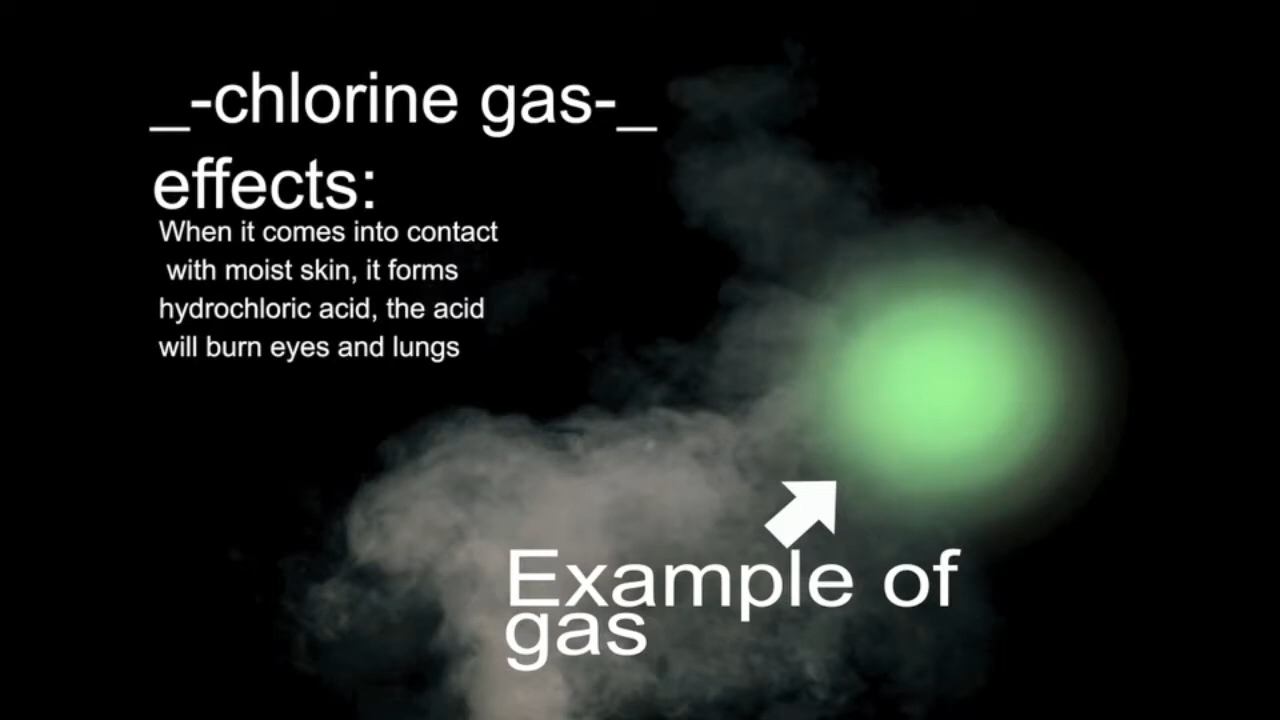 _-chlorine gas-_
effects:
When it comes into contact
with moist skin, it forms
hydrochloric acid, the acid
will burn eyes and lungs
Example of
gas